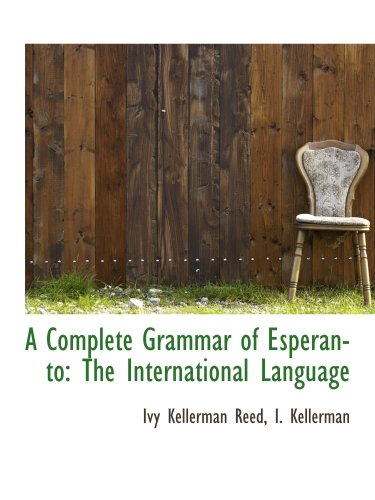 A Complete Grammar of Esperan-
to: The International Language
Ivy Kellerman Reed, I. Kellerman